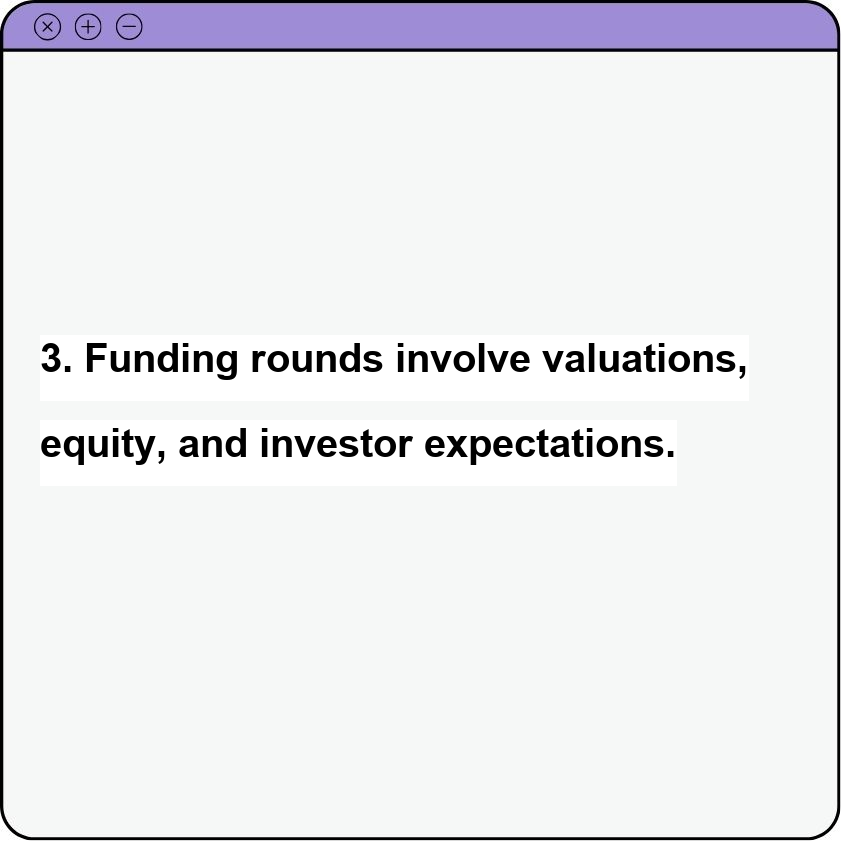 3. Funding rounds involve valuations,
equity, and investor expectations.